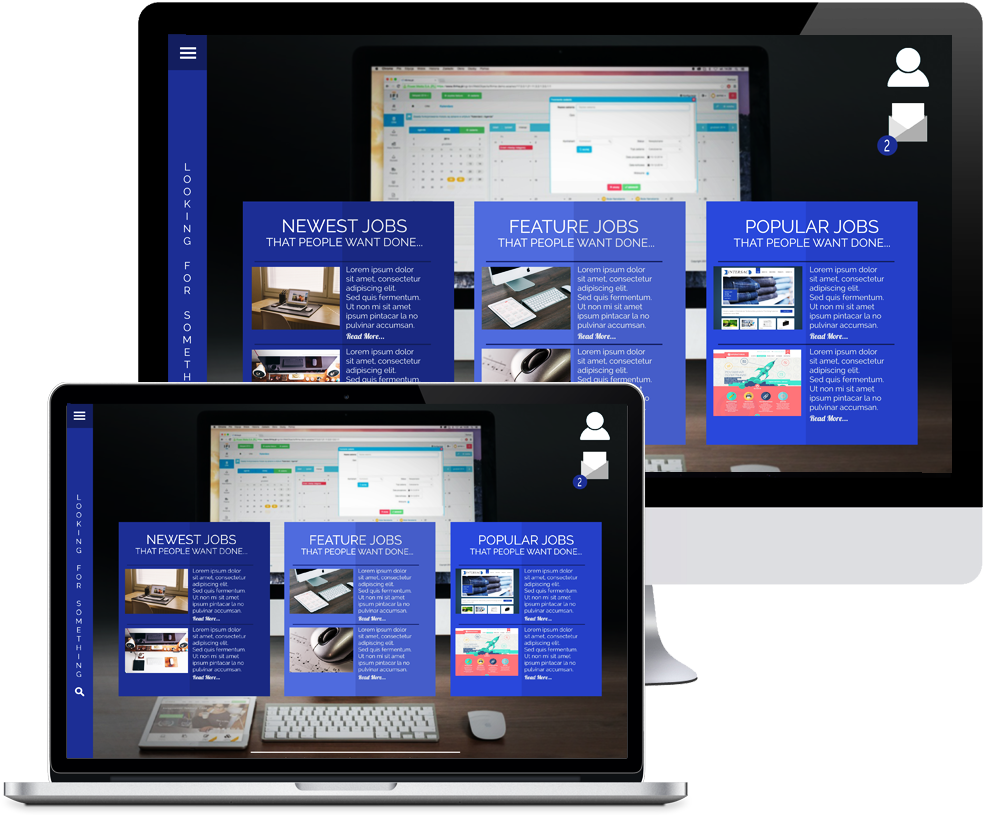 2
LOOKING FOR SOMETH
NEWEST JOBS
THAT PEOPLE WANT DONE...
Lorem ipsum dolor
sit amet, consectetur
adipiscing elit.
Sed quis fermentum.
Ut non mi sit amet
ipsum pintacar la no
pulvinar accumsan.
Read More...
Lorem ipsum dolor
sit amet, consectetur
adipiscing elit.
FEATURE JOBS
THAT PEOPLE WANT DONE...
Lorem ipsum dolor
sit amet, consectetur
adipiscing elit.
Sed quis fermentum.
Ut non mi sit amet
ipsum pintacar la no
pulvinar accumsan.
Read More...
Lorem ipsum dolor
sit amet, consectetur
adipiscing elit.
Sed quis fermentum.
POPULAR JOBS
THAT PEOPLE WANT DONE...
Lorem ipsum dolor
sit amet, consectetur
adipiscing elit.
Sed quis fermentum.
Ut non mi sit amet
ipsum pintacar la no
pulvinar accumsan.
Read More...
Lorem ipsum dolor
sit amet, consectetur
adipiscing elit.
Sed quis fermentum.
Ut non mi sit amet
ipsum pintacar la no
pulvinar accumsan.
Read More...
2
LOOKING FOR SOMETHING
NEWEST JOBS
THAT PEOPLE WANT DONE...
Lorem ipsum dolor
sit amet, consectetur
adipiscing elit.
Sed quis fermentum.
Ut non mi sit amet
ipsum pintacar la no
pulvinar accumsan.
Read More...
Lorem ipsum dolor
sit amet, consectetur
adipiscing elit.
Sed quis fermentum.
Ut non mi sit amet
ipsum pintacar la no
pulvinar accumsan.
Read More...
FEATURE JOBS
THAT PEOPLE WANT DONE...
Lorem ipsum dolor
sit amet, consectetur
adipiscing elit.
Sed quis fermentum.
Ut non mi sit amet
ipsum pintacar la no
pulvinar accumsan.
Read More...
Lorem ipsum dolor
sit amet, consectetur
adipiscing elit.
Sed quis fermentum.
Ut non mi sit amet
ipsum pintacar la no
pulvinar accumsan.
Read More...
POPULAR JOBS
THAT PEOPLE WANT DONE...
Lorem ipsum dolor
sit amet, consectetur
adipiscing elit.
Sed quis fermentum.
Ut non mi sit amet
ipsum pintacar la no
pulvinar accumsan.
Read More...
Lorem ipsum dolor
sit amet, consectetur
adipiscing elit.
Sed quis fermentum.
Ut non mi sit amet
ipsum pintacar la no
pulvinar accumsan.
Read More...